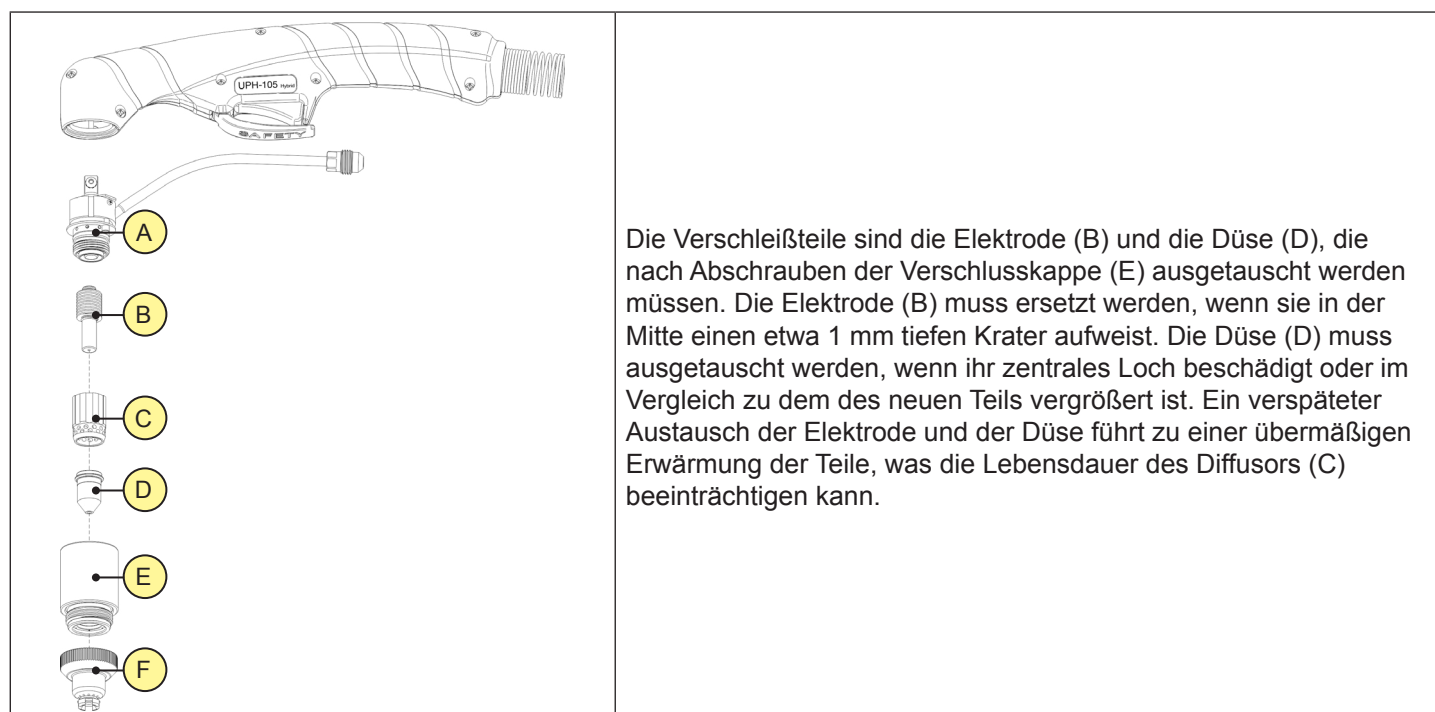 UPH-105 Hybrid
SAFETY
A
B
C
D
E
F
Die Verschleißteile sind die Elektrode (B) und die Düse (D), die
nach Abschrauben der Verschlusskappe (E) ausgetauscht werden
müssen. Die Elektrode (B) muss ersetzt werden, wenn sie in der
Mitte einen etwa 1 mm tiefen Krater aufweist. Die Düse (D) muss
ausgetauscht werden, wenn ihr zentrales Loch beschädigt oder im
Vergleich zu dem des neuen Teils vergrößert ist. Ein verspäteter
Austausch der Elektrode und der Düse führt zu einer übermäßigen
Erwärmung der Teile, was die Lebensdauer des Diffusors (C)
beeinträchtigen kann.